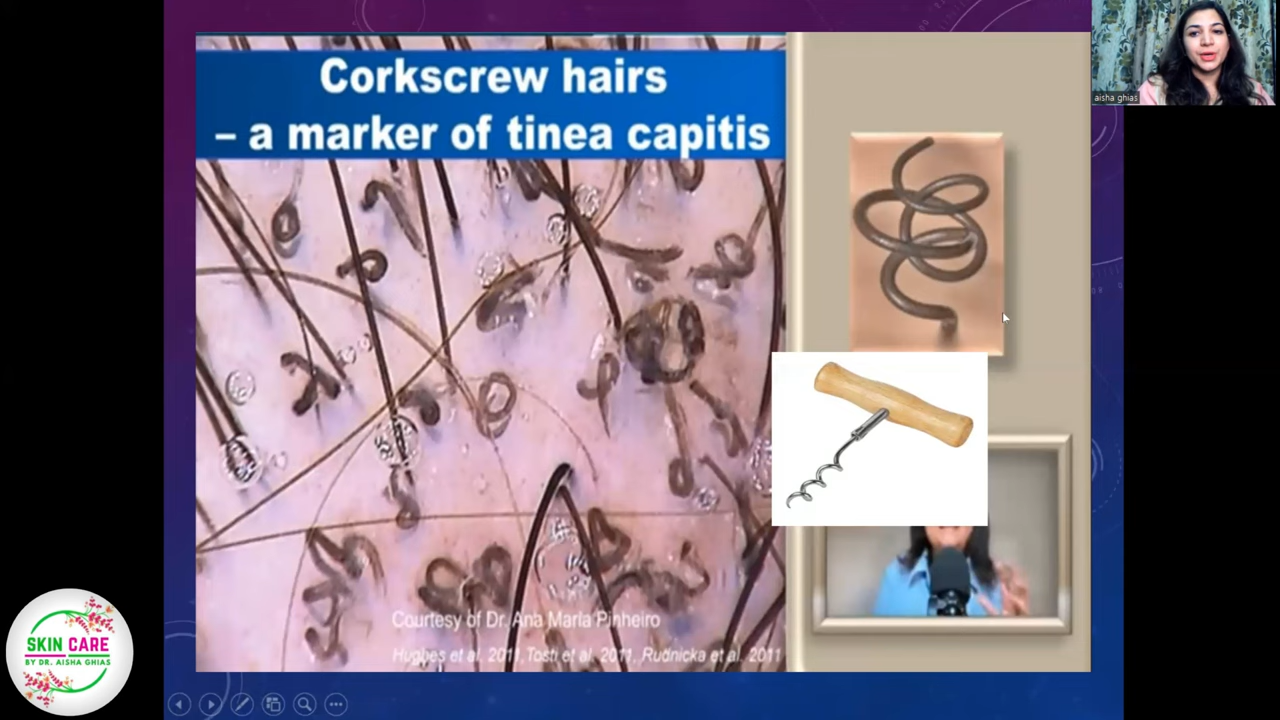 Corkscrew hairs
– a marker of tinea capitis
aisha ghias
Courtesy of Dr. Ana Maria Pinheiro
Hughes et al. 2011, Tosti et al. 2011, Rudnicka et al. 2011
SKIN CARE
BY DR. AISHA GHIAS